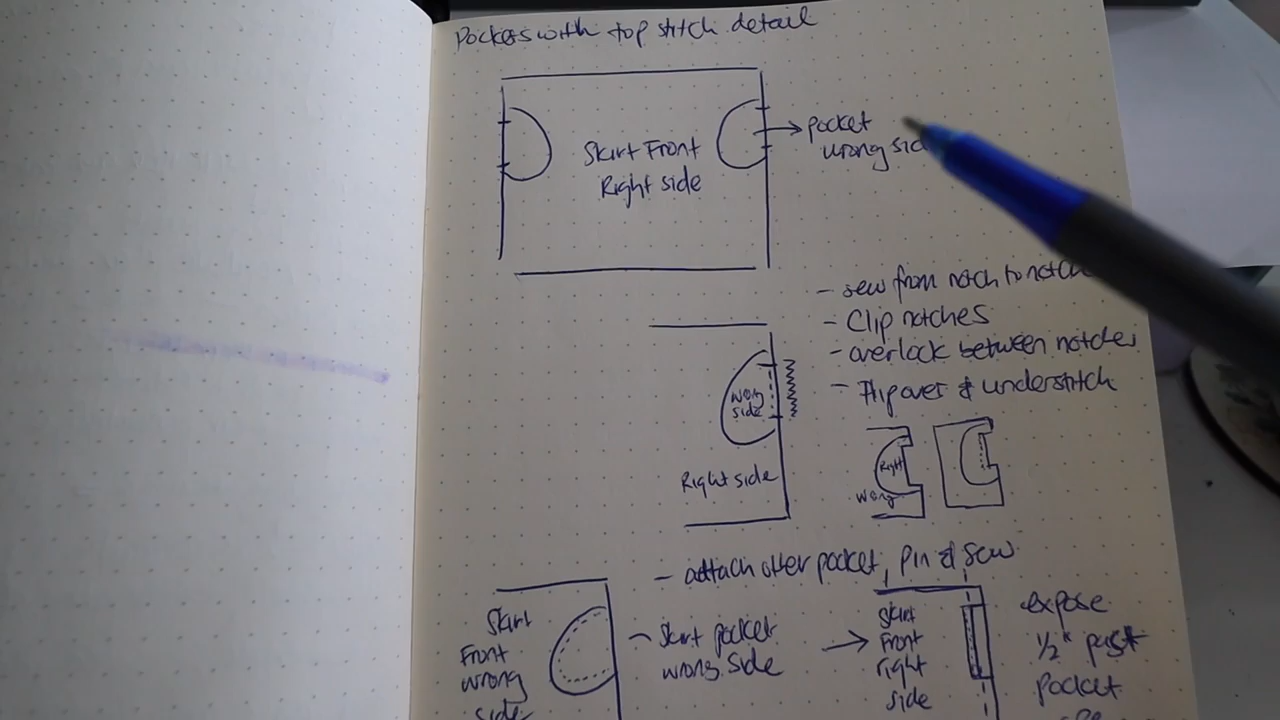 Pockets with top stitch detail
Skirt Front
Right side
pocket
wrong side
- sew from notch to notch
- Clip notches
- overlock between notches
- Flip over & understitch
wrong
side
Right side
Right
wrong
- attach other pocket, pin & sew
Skirt
Front
wrong
side
Skirt pocket
wrong side
Skirt
Front
right
side
expose
1/2" past
pocket